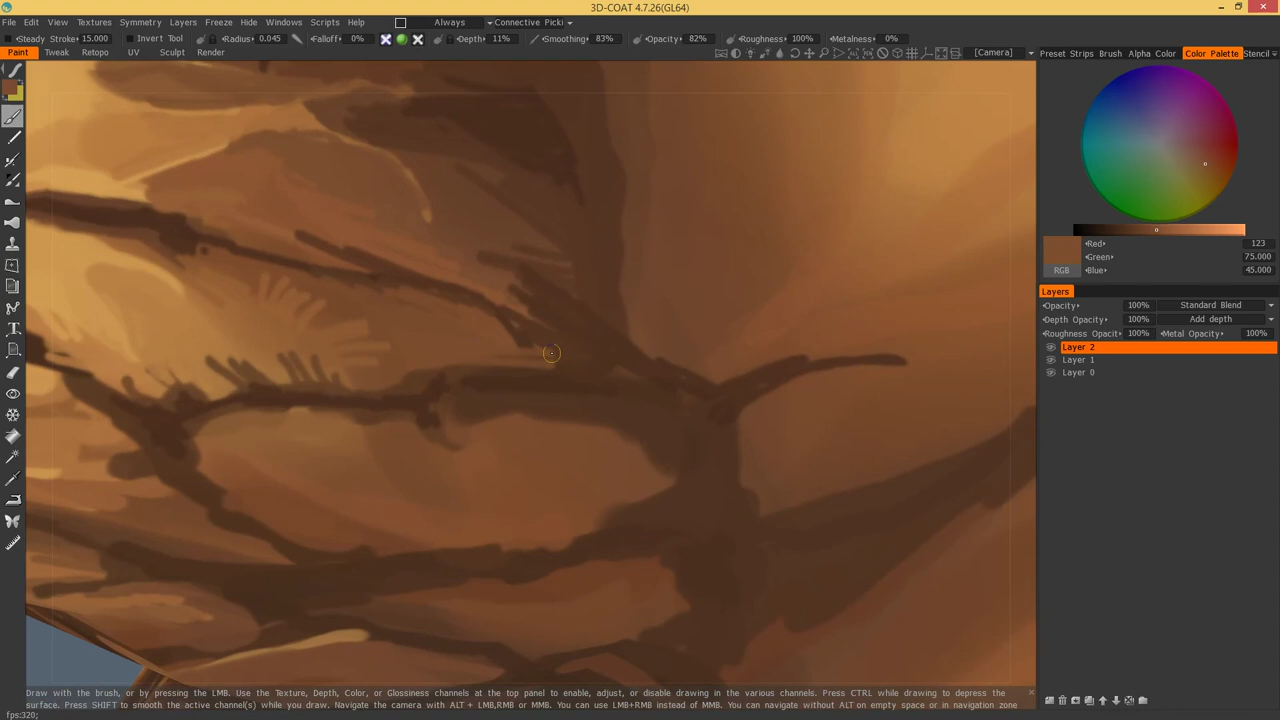 3D-COAT 4.7.26(GL64)
File Edit View Textures Symmetry Layers Freeze Hide Windows Scripts Help Always Connective Picki
Steady Stroke 15.000 Invert Tool Radius 0.045 Falloff 0% Depth 11% Smoothing 83% Opacity 82% Roughness 100% Metalness 0%
Paint Tweak Retopo UV Sculpt Render [Camera] Preset Strips Brush Alpha Color Color Palette Stencil
Red 123
Green 75.000
RGB Blue 45.000
Layers
Opacity 100% Standard Blend
Depth Opacity 100% Add depth
Roughness Opacit 100% Metal Opacity 100%
Layer 2
Layer 1
Layer 0
Draw with the brush, or by pressing the LMB. Use the Texture, Depth, Color, or Glossiness channels at the top panel to enable, adjust, or disable drawing in the various channels. Press CTRL while drawing to depress the
surface. Press SHIFT to smooth the active channel(s) while you draw. Navigate the camera with ALT + LMB,RMB or MMB. You can use LMB+RMB instead of MMB. You can navigate without ALT on empty space or in navigation zone
fps:320;